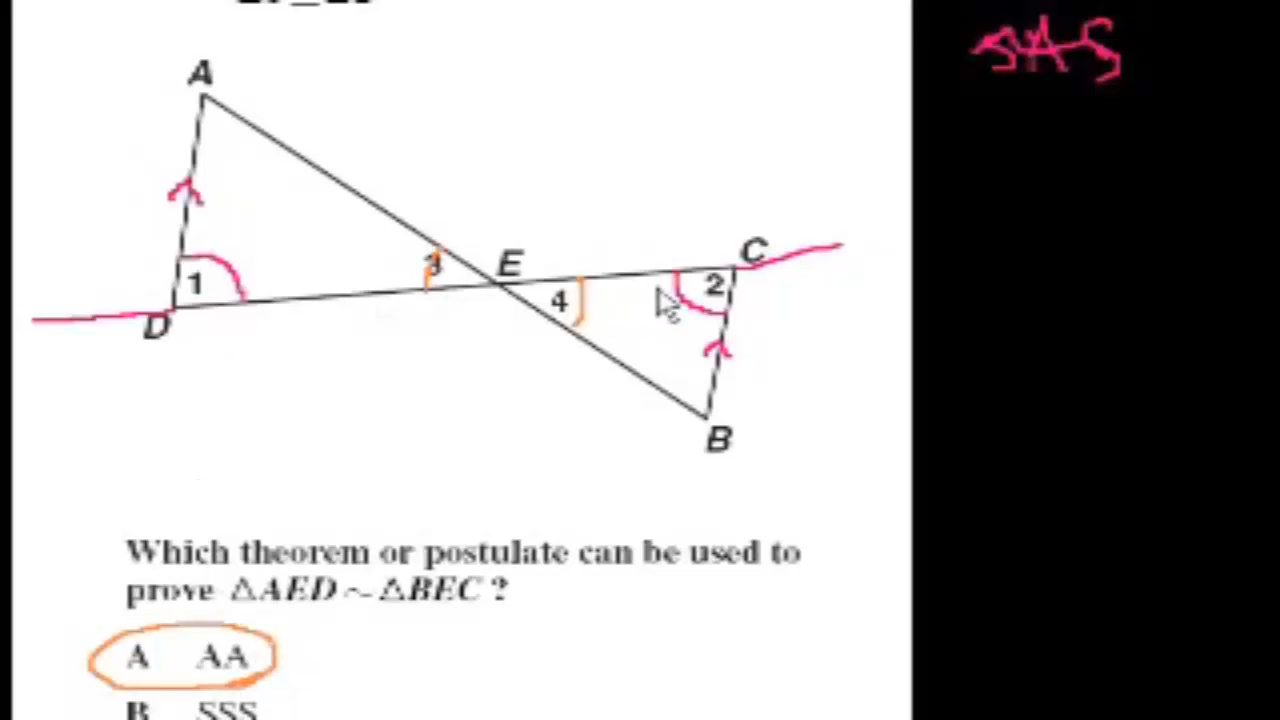 SAS
A
3
E
C
1
4
2
D
B
Which theorem or postulate can be used to
prove △AED ~ △BEC ?
A AA
B SSS